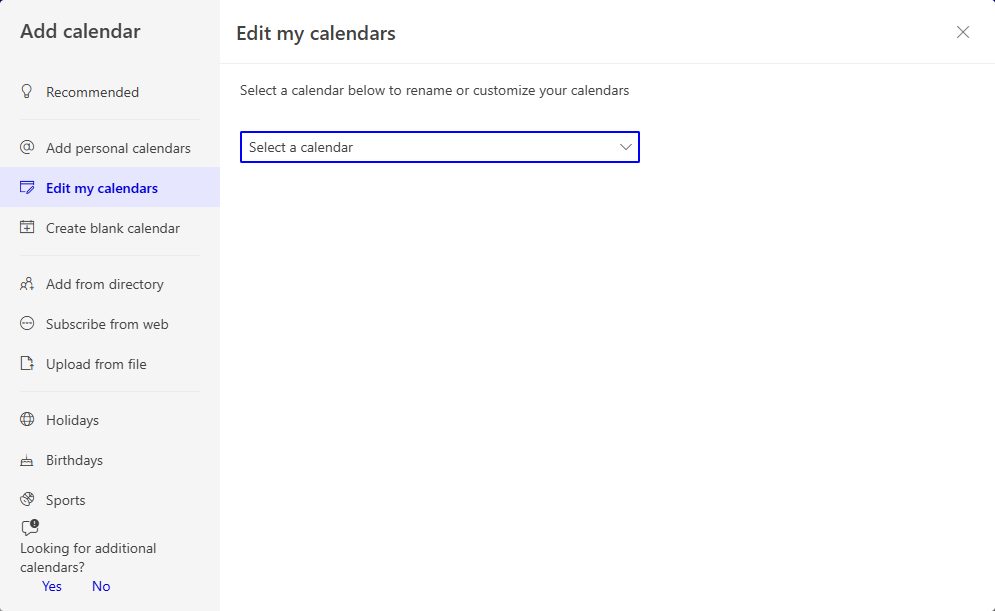 Add calendar
Recommended
Add personal calendars
Edit my calendars
Create blank calendar
Add from directory
Subscribe from web
Upload from file
Holidays
Birthdays
Sports
Looking for additional
calendars?
Yes No
Edit my calendars
Select a calendar below to rename or customize your calendars
Select a calendar